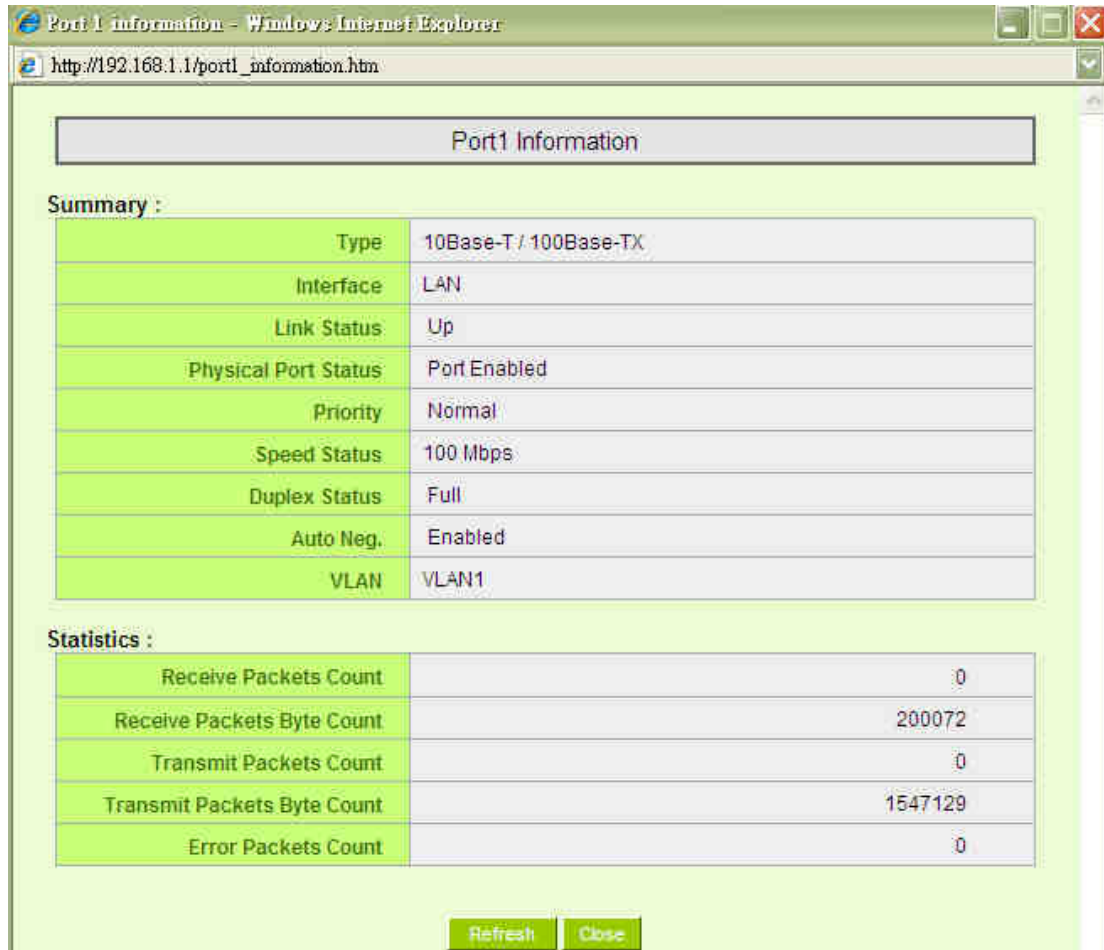 Port 1 information - Windows Internet Explorer
http://192.168.1.1/port1_information.htm
Port1 Information
Summary :
Type 10Base-T / 100Base-TX
Interface LAN
Link Status Up
Physical Port Status Port Enabled
Priority Normal
Speed Status 100 Mbps
Duplex Status Full
Auto Neg. Enabled
VLAN VLAN1
Statistics :
Receive Packets Count 0
Receive Packets Byte Count 200072
Transmit Packets Count 0
Transmit Packets Byte Count 1547129
Error Packets Count 0
Refresh Close